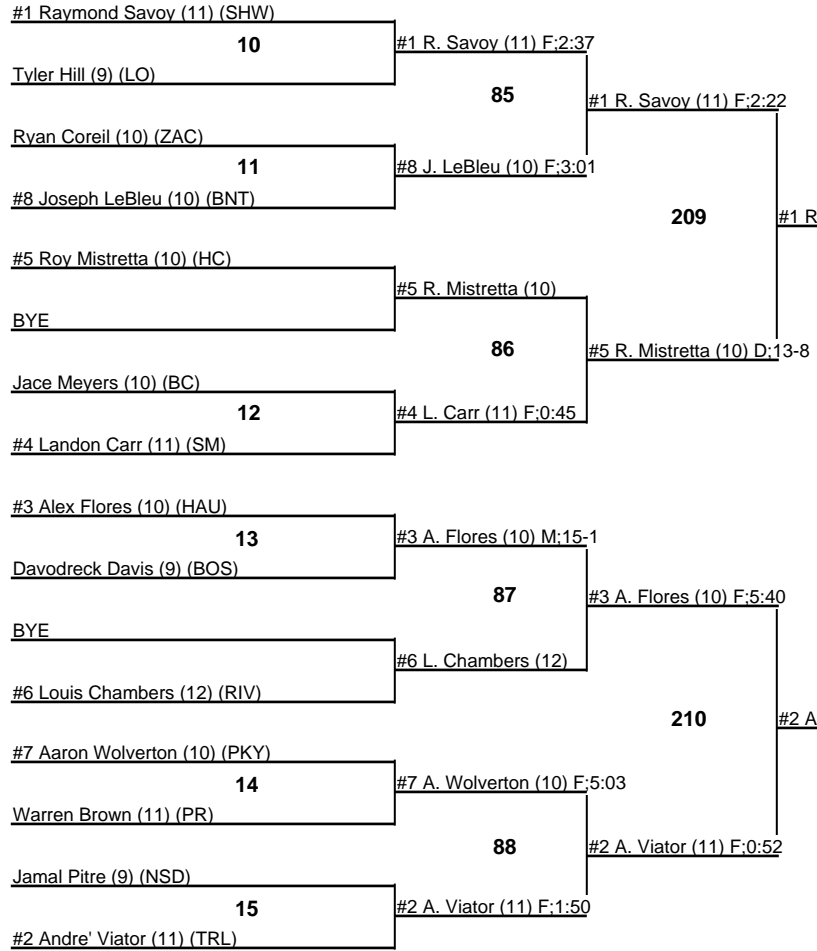 #1 Raymond Savoy (11) (SHW)
10
#1 R. Savoy (11) F;2:37
Tyler Hill (9) (LO)
85
#1 R. Savoy (11) F;2:22
Ryan Coreil (10) (ZAC)
11
#8 J. LeBleu (10) F;3:01
#8 Joseph LeBleu (10) (BNT)
209
#1 R
#5 Roy Mistretta (10) (HC)
#5 R. Mistretta (10)
BYE
86
#5 R. Mistretta (10) D;13-8
Jace Meyers (10) (BC)
12
#4 L. Carr (11) F;0:45
#4 Landon Carr (11) (SM)
#3 Alex Flores (10) (HAU)
13
#3 A. Flores (10) M;15-1
Davodreck Davis (9) (BOS)
87
#3 A. Flores (10) F;5:40
BYE
#6 L. Chambers (12)
#6 Louis Chambers (12) (RIV)
210
#2 A
#7 Aaron Wolverton (10) (PKY)
14
#7 A. Wolverton (10) F;5:03
Warren Brown (11) (PR)
88
#2 A. Viator (11) F;0:52
Jamal Pitre (9) (NSD)
15
#2 A. Viator (11) F;1:50
#2 Andre' Viator (11) (TRL)